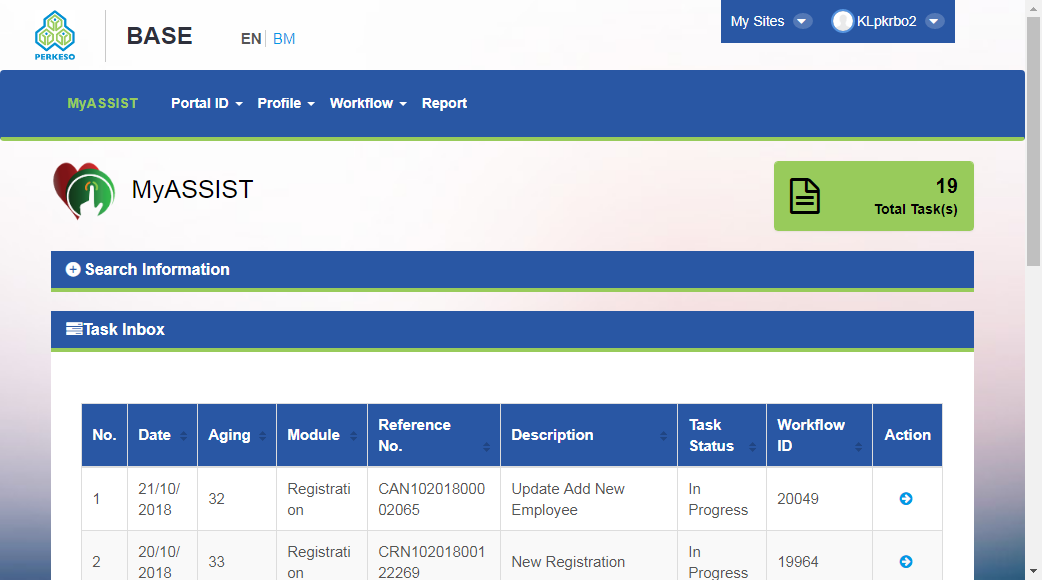 PERKESO
BASE
EN BM
My Sites KLpkrbo2
MyASSIST Portal ID Profile Workflow Report
MyASSIST
19
Total Task(s)
Search Information
Task Inbox
No. Date Aging Module Reference No. Description Task Status Workflow ID Action
1 21/10/2018 32 Registration CAN10201800002065 Update Add New Employee In Progress 20049
2 20/10/2018 33 Registration CRN10201800122269 New Registration In Progress 19964